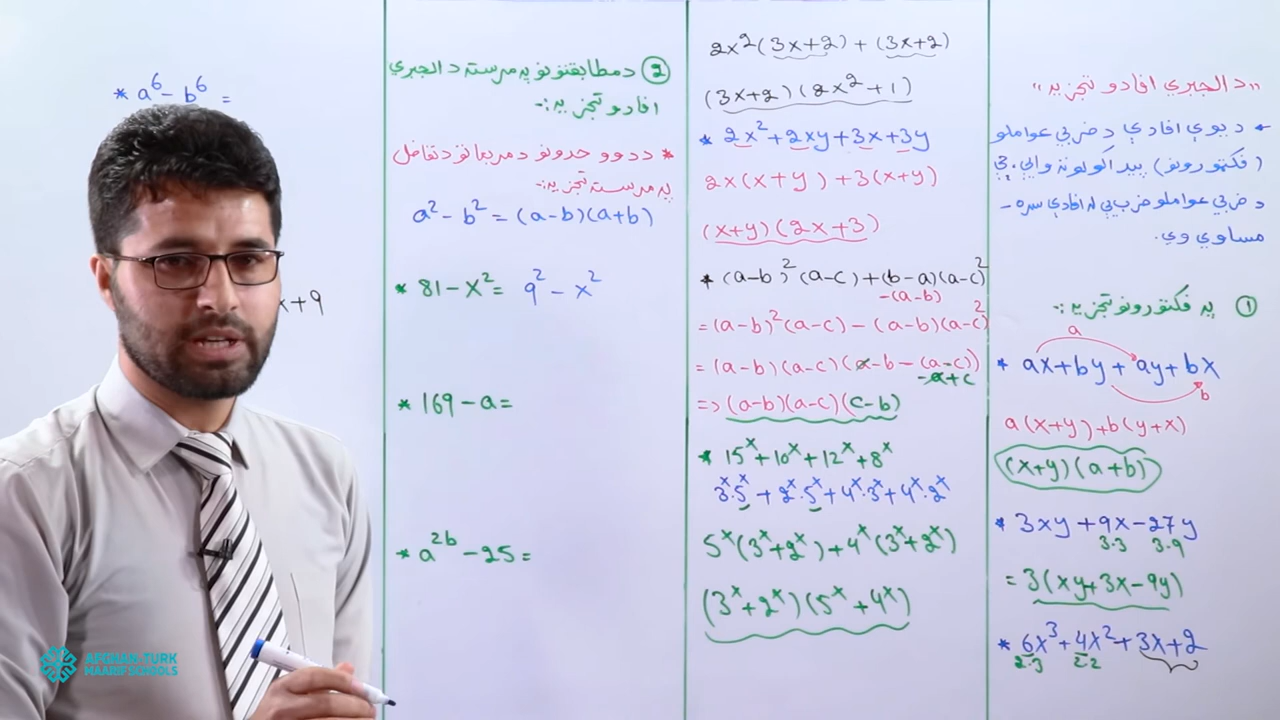 ,,د الجبري افادو تجزیه,,
* د یوې افادې د ضربي عواملو
(فکتورونو) پیدا کولو ته وایي. چې
د ضربي عواملو ضرب یې له افادې سره -
مساوي وي.
① په فکتورونو تجزیه:-
a
* ax+by+ay+bx
b
a(x+y)+b(y+x)
(x+y)(a+b)
* 3xy+9x-27y
3·3 3·9
= 3(xy+3x-9y)
* 6x³+4x²+3x+2
2·3 2·2
2x²(3x+2)+(3x+2)
(3x+2)(2x²+1)
* 2x²+2xy+3x+3y
2x(x+y)+3(x+y)
(x+y)(2x+3)
* (a-b)²(a-c)+(b-a)(a-c)²
-(a-b)
=(a-b)²(a-c)-(a-b)(a-c)²
=(a-b)(a-c)(a-b-(a-c))
-a+c
=>(a-b)(a-c)(c-b)
* 15ˣ+10ˣ+12ˣ+8ˣ
3ˣ·5ˣ+2ˣ·5ˣ+4ˣ·3ˣ+4ˣ·2ˣ
5ˣ(3ˣ+2ˣ)+4ˣ(3ˣ+2ˣ)
(3ˣ+2ˣ)(5ˣ+4ˣ)
② د مطابقتونو په مرسته د الجبري
افادو تجزیه:-
* د دوو حدونو د مربعاتو د تفاضل
په مرسته تجزیه:-
a²-b²=(a-b)(a+b)
* 81-x²= 9²-x²
* 169-a=
* a²ᵇ-25=
* a⁶-b⁶=
x+9
AFGHAN-TURK
MAARIF SCHOOLS